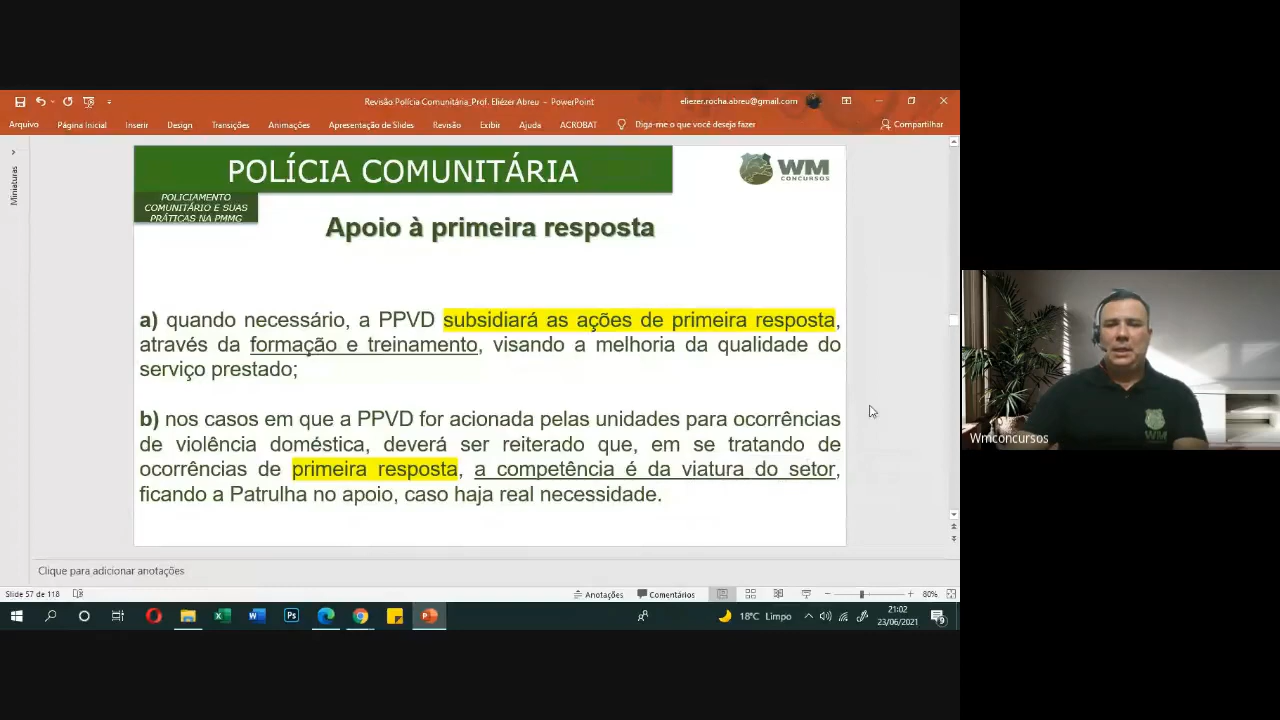 Revisão Polícia Comunitária_Prof. Eliézer Abreu - PowerPoint
eliezer.rocha.abreu@gmail.com
Arquivo Página Inicial Inserir Design Transições Animações Apresentação de Slides Revisão Exibir Ajuda ACROBAT Diga-me o que você deseja fazer Compartilhar
Miniaturas
POLÍCIA COMUNITÁRIA
WM
CONCURSOS
POLICIAMENTO
COMUNITÁRIO E SUAS
PRÁTICAS NA PMMG
Apoio à primeira resposta
a) quando necessário, a PPVD subsidiará as ações de primeira resposta,
através da formação e treinamento, visando a melhoria da qualidade do
serviço prestado;
b) nos casos em que a PPVD for acionada pelas unidades para ocorrências
de violência doméstica, deverá ser reiterado que, em se tratando de
ocorrências de primeira resposta, a competência é da viatura do setor,
ficando a Patrulha no apoio, caso haja real necessidade.
WM
Wmconcursos
Clique para adicionar anotações
Slide 57 de 118 Anotações Comentários 80%
18°C Limpo
21:02
23/06/2021
9